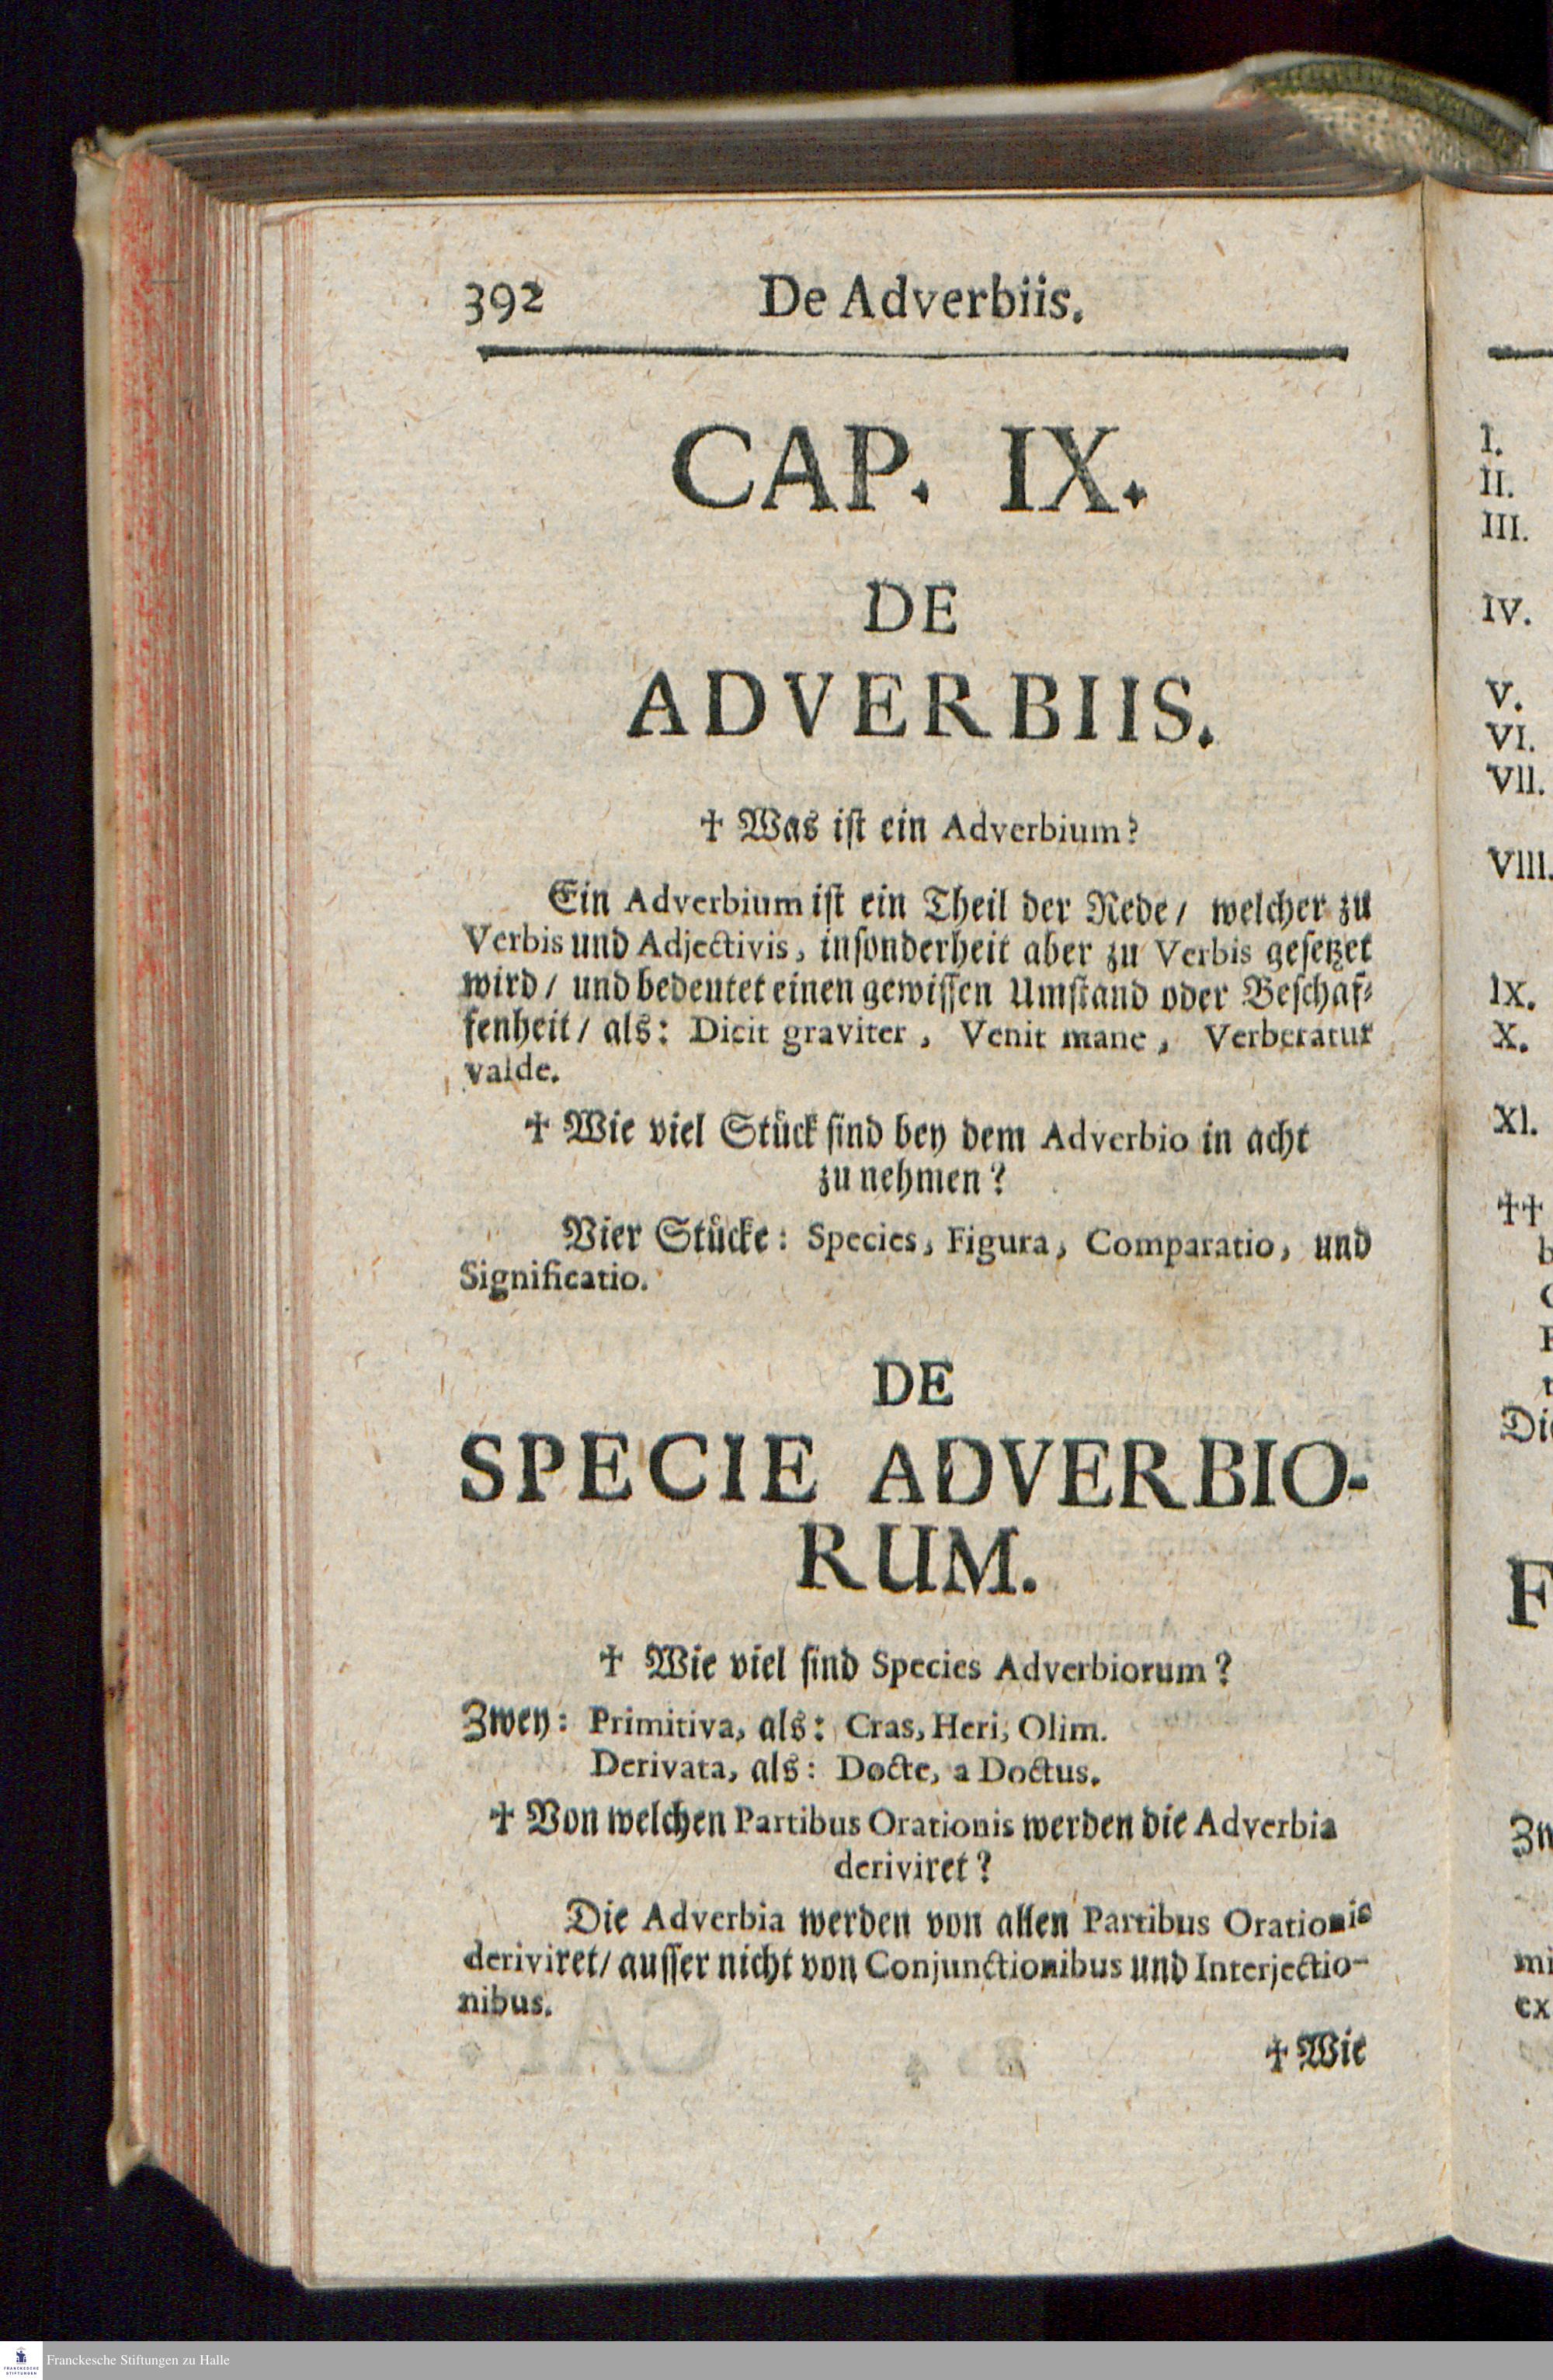 392 De Adverbiis.
CAP. IX.
DE
ADVERBIIS.
✝ Was iſt ein Adverbium?
Ein Adverbium iſt ein Theil der Rede / welcher zu
Verbis und Adjectivis, inſonderheit aber zu Verbis geſetzet
wird / und bedeutet einen gewiſſen Umſtand oder Beſchaf⸗
fenheit / als: Dicit graviter, Venit mane, Verberatur
valde.
✝ Wie viel Stück ſind bey dem Adverbio in acht
zu nehmen?
Vier Stücke: Species, Figura, Comparatio, und
Significatio.
DE
SPECIE ADVERBIO-
RUM.
✝ Wie viel ſind Species Adverbiorum?
Zwey: Primitiva, als: Cras, Heri, Olim.
Derivata, als: Docte, a Doctus.
✝ Von welchen Partibus Orationis werden die Adverbia
deriviret?
Die Adverbia werden von allen Partibus Orationis
deriviret / auſſer nicht von Conjunctionibus und Interjectio-
nibus.
✝ Wie
I.
II.
III.
IV.
V.
VI.
VII.
VIII.
IX.
X.
XI.
✝✝
Franckesche Stiftungen zu Halle